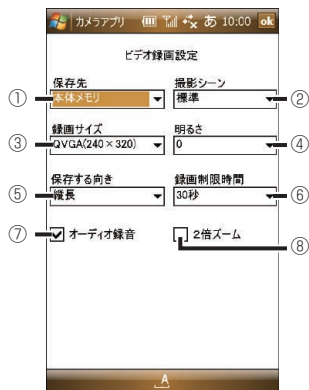 カメラアプリ あ 10:00 ok
ビデオ録画設定
保存先 撮影シーン
① 本体メモリ 標準 ②
録画サイズ 明るさ
③ QVGA(240×320) 0 ④
保存する向き 録画制限時間
⑤ 縦長 30秒 ⑥
⑦ オーディオ録音 2倍ズーム
⑧
A